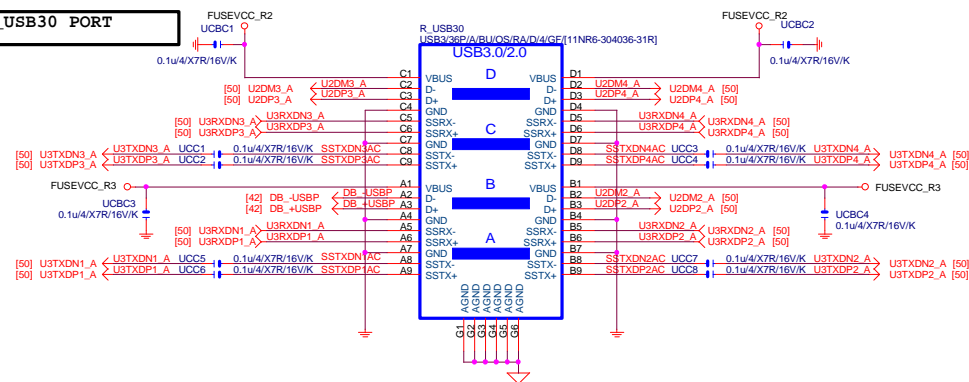 _USB30 PORT
FUSEVCC_R2
UCBC1
0.1u/4/X7R/16V/K
R_USB30
USB3/36P/A/BU/OS/RA/D/4/GF/[11NR6-304036-31R]
USB3.0/2.0
FUSEVCC_R2
UCBC2
0.1u/4/X7R/16V/K
D
C
B
A
C1 VBUS
[50] U2DM3_A U2DM3_A C2 D-
[50] U2DP3_A U2DP3_A C3 D+
C4 GND
[50] U3RXDN3_A U3RXDN3_A C5 SSRX-
[50] U3RXDP3_A U3RXDP3_A C6 SSRX+
C7 GND
[50] U3TXDN3_A U3TXDN3_A UCC1 0.1u/4/X7R/16V/K SSTXDN3AC C8 SSTX-
[50] U3TXDP3_A U3TXDP3_A UCC2 0.1u/4/X7R/16V/K SSTXDP3AC C9 SSTX+
VBUS D1
D- D2 U2DM4_A U2DM4_A [50]
D+ D3 U2DP4_A U2DP4_A [50]
GND D4
SSRX- D5 U3RXDN4_A U3RXDN4_A [50]
SSRX+ D6 U3RXDP4_A U3RXDP4_A [50]
GND D7
SSTX- D8 SSTXDN4AC UCC3 0.1u/4/X7R/16V/K U3TXDN4_A U3TXDN4_A [50]
SSTX+ D9 SSTXDP4AC UCC4 0.1u/4/X7R/16V/K U3TXDP4_A U3TXDP4_A [50]
FUSEVCC_R3
UCBC3
0.1u/4/X7R/16V/K
A1 VBUS
[42] DB_-USBP DB_-USBP A2 D-
[42] DB_+USBP DB_+USBP A3 D+
A4 GND
[50] U3RXDN1_A U3RXDN1_A A5 SSRX-
[50] U3RXDP1_A U3RXDP1_A A6 SSRX+
A7 GND
[50] U3TXDN1_A U3TXDN1_A UCC5 0.1u/4/X7R/16V/K SSTXDN1AC A8 SSTX-
[50] U3TXDP1_A U3TXDP1_A UCC6 0.1u/4/X7R/16V/K SSTXDP1AC A9 SSTX+
FUSEVCC_R3
UCBC4
0.1u/4/X7R/16V/K
VBUS B1
D- B2 U2DM2_A U2DM2_A [50]
D+ B3 U2DP2_A U2DP2_A [50]
GND B4
SSRX- B5 U3RXDN2_A U3RXDN2_A [50]
SSRX+ B6 U3RXDP2_A U3RXDP2_A [50]
GND B7
SSTX- B8 SSTXDN2AC UCC7 0.1u/4/X7R/16V/K U3TXDN2_A U3TXDN2_A [50]
SSTX+ B9 SSTXDP2AC UCC8 0.1u/4/X7R/16V/K U3TXDP2_A U3TXDP2_A [50]
AGND AGND AGND AGND AGND AGND
G1 G2 G3 G4 G5 G6